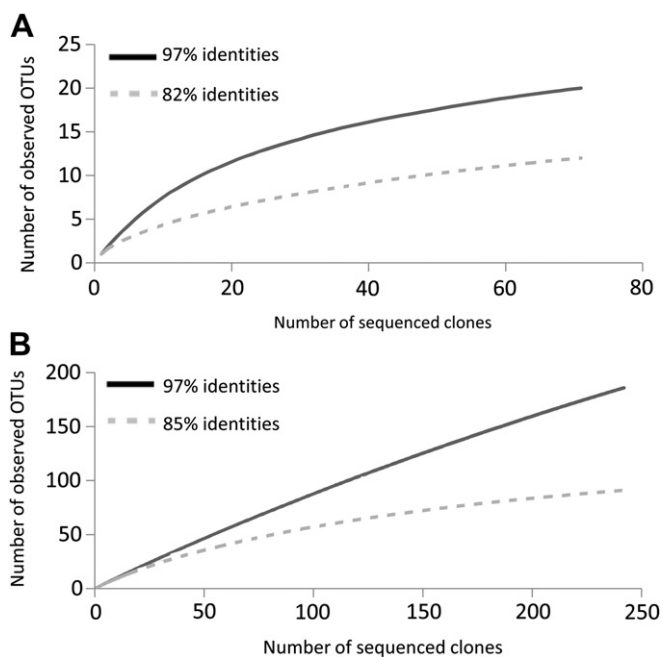 A
Number of observed OTUs
25
20
15
10
5
0
97% identities
82% identities
0 20 40 60 80
Number of sequenced clones
B
Number of observed OTUs
200
150
100
50
0
97% identities
85% identities
0 50 100 150 200 250
Number of sequenced clones